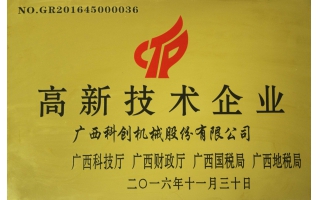 NO.GR201645000036
CTP
高新技术企业
广西科创机械股份有限公司
广西科技厅 广西财政厅 广西国税局 广西地税局
二〇一六年十一月三十日